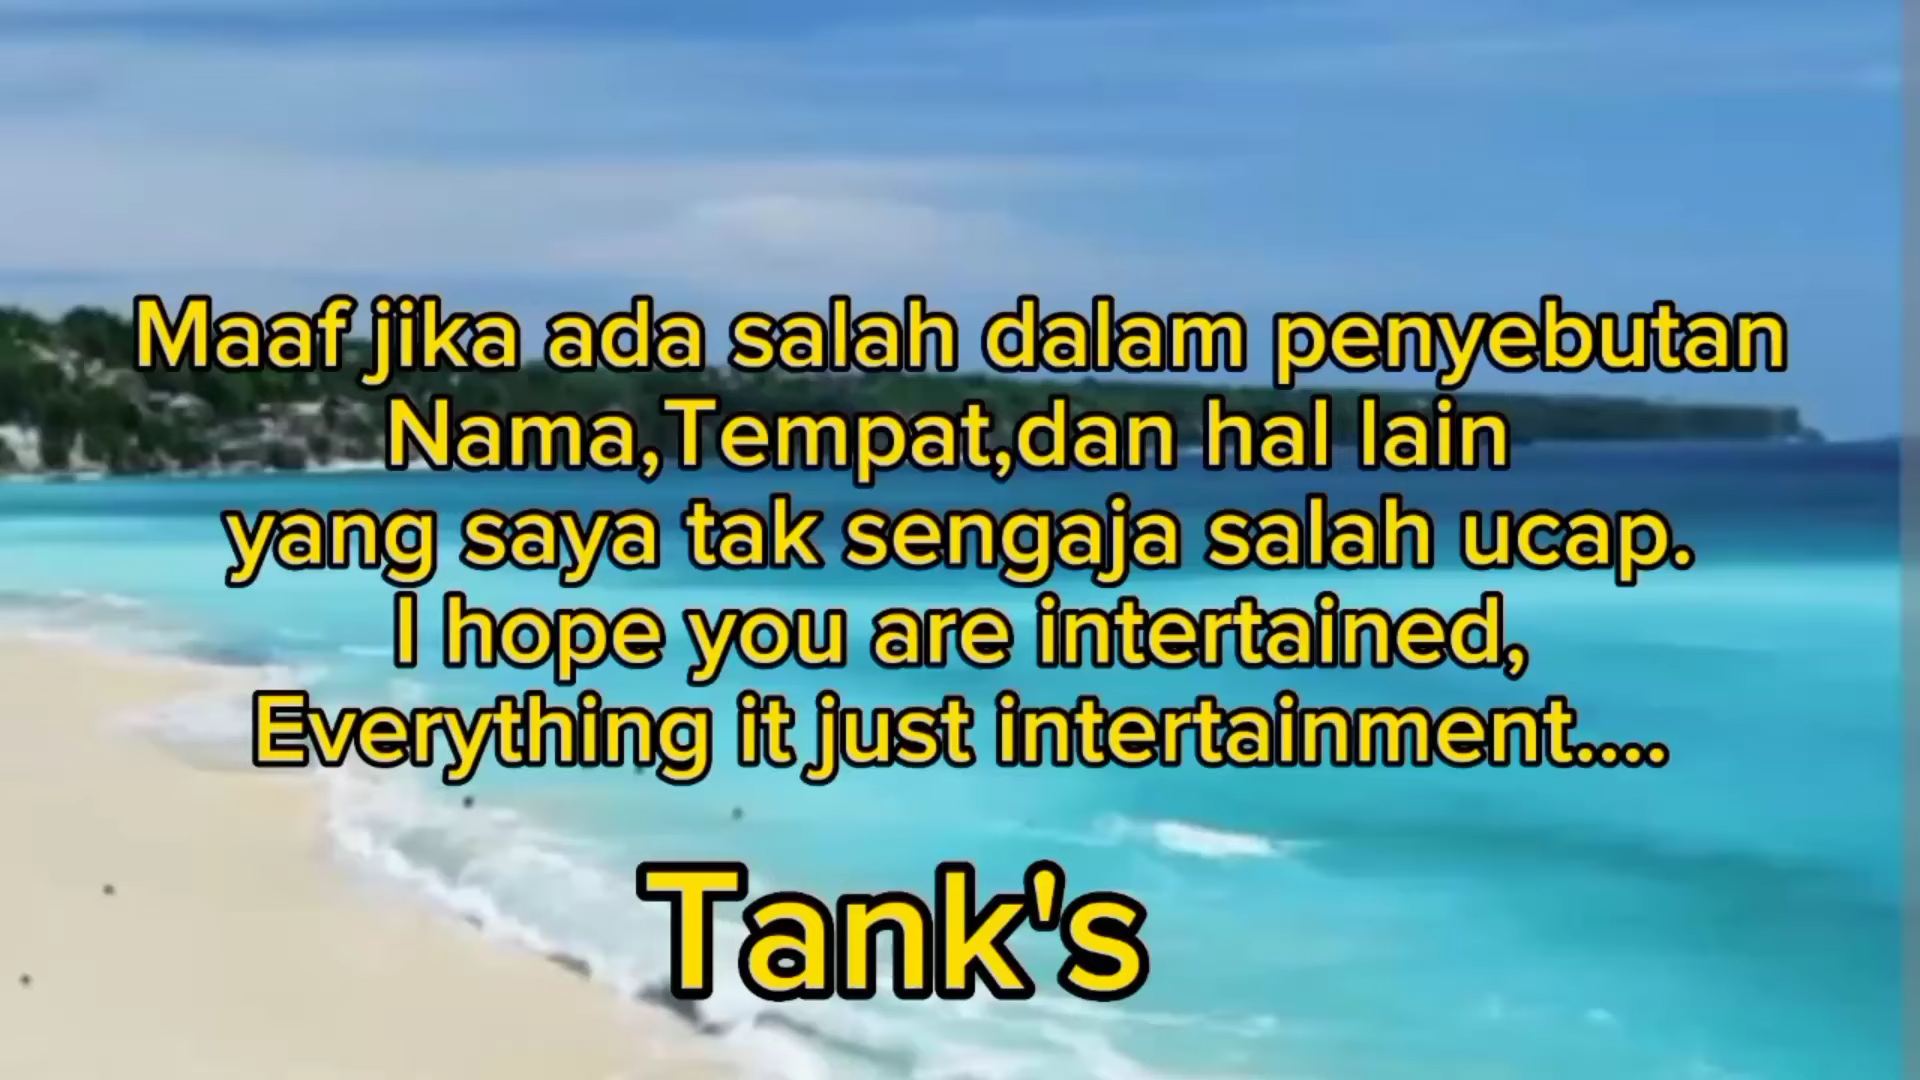 Maaf jika ada salah dalam penyebutan
Nama,Tempat,dan hal lain
yang saya tak sengaja salah ucap.
I hope you are intertained,
Everything it just intertainment....
Tank's